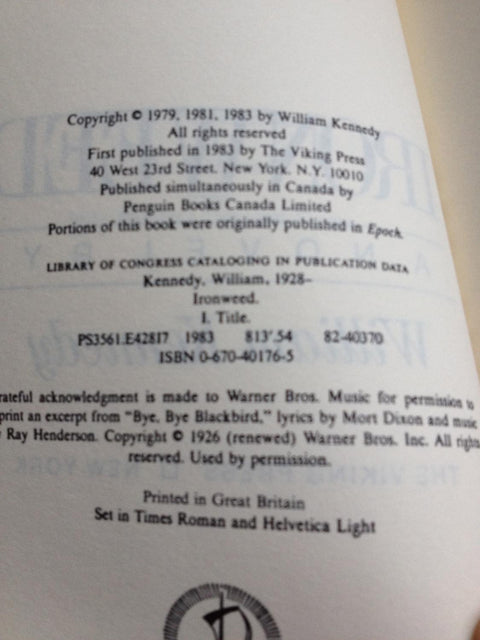 Copyright © 1979, 1981, 1983 by William Kennedy
All rights reserved
First published in 1983 by The Viking Press
40 West 23rd Street, New York, N.Y. 10010
Published simultaneously in Canada by
Penguin Books Canada Limited
Portions of this book were originally published in Epoch.
LIBRARY OF CONGRESS CATALOGING IN PUBLICATION DATA
Kennedy, William, 1928–
Ironweed.
I. Title.
PS3561.E42817 1983 813'.54 82-40370
ISBN 0-670-40176-5
rateful acknowledgment is made to Warner Bros. Music for permission to
print an excerpt from "Bye, Bye Blackbird," lyrics by Mort Dixon and music
Ray Henderson. Copyright © 1926 (renewed) Warner Bros. Inc. All rights
reserved. Used by permission.
Printed in Great Britain
Set in Times Roman and Helvetica Light